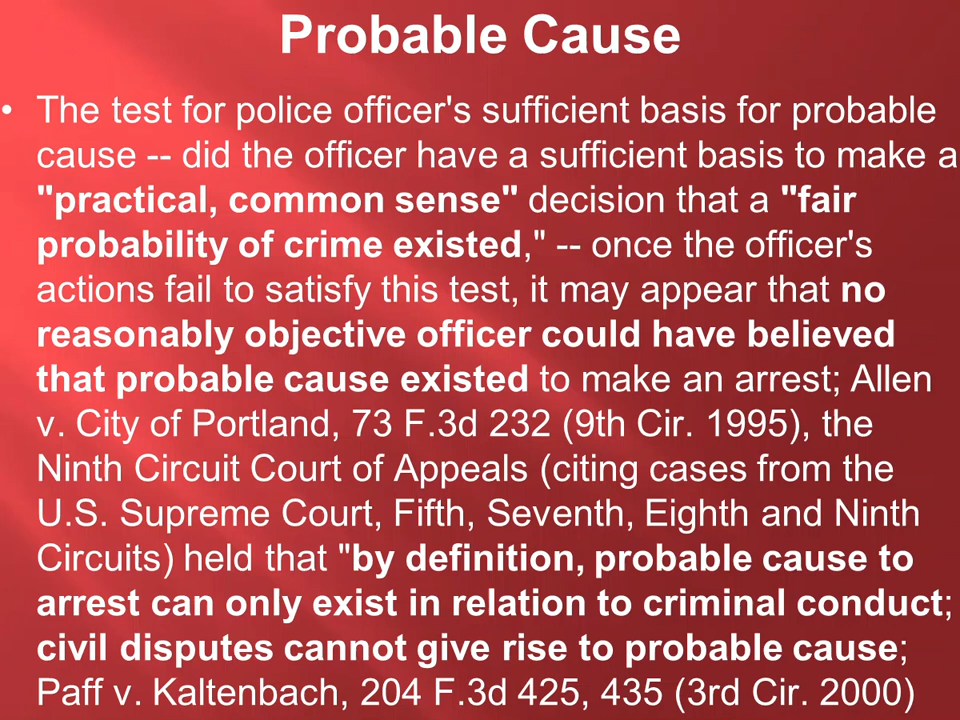 Probable Cause
• The test for police officer's sufficient basis for probable
cause -- did the officer have a sufficient basis to make a
"practical, common sense" decision that a "fair
probability of crime existed," -- once the officer's
actions fail to satisfy this test, it may appear that no
reasonably objective officer could have believed
that probable cause existed to make an arrest; Allen
v. City of Portland, 73 F.3d 232 (9th Cir. 1995), the
Ninth Circuit Court of Appeals (citing cases from the
U.S. Supreme Court, Fifth, Seventh, Eighth and Ninth
Circuits) held that "by definition, probable cause to
arrest can only exist in relation to criminal conduct;
civil disputes cannot give rise to probable cause;
Paff v. Kaltenbach, 204 F.3d 425, 435 (3rd Cir. 2000)